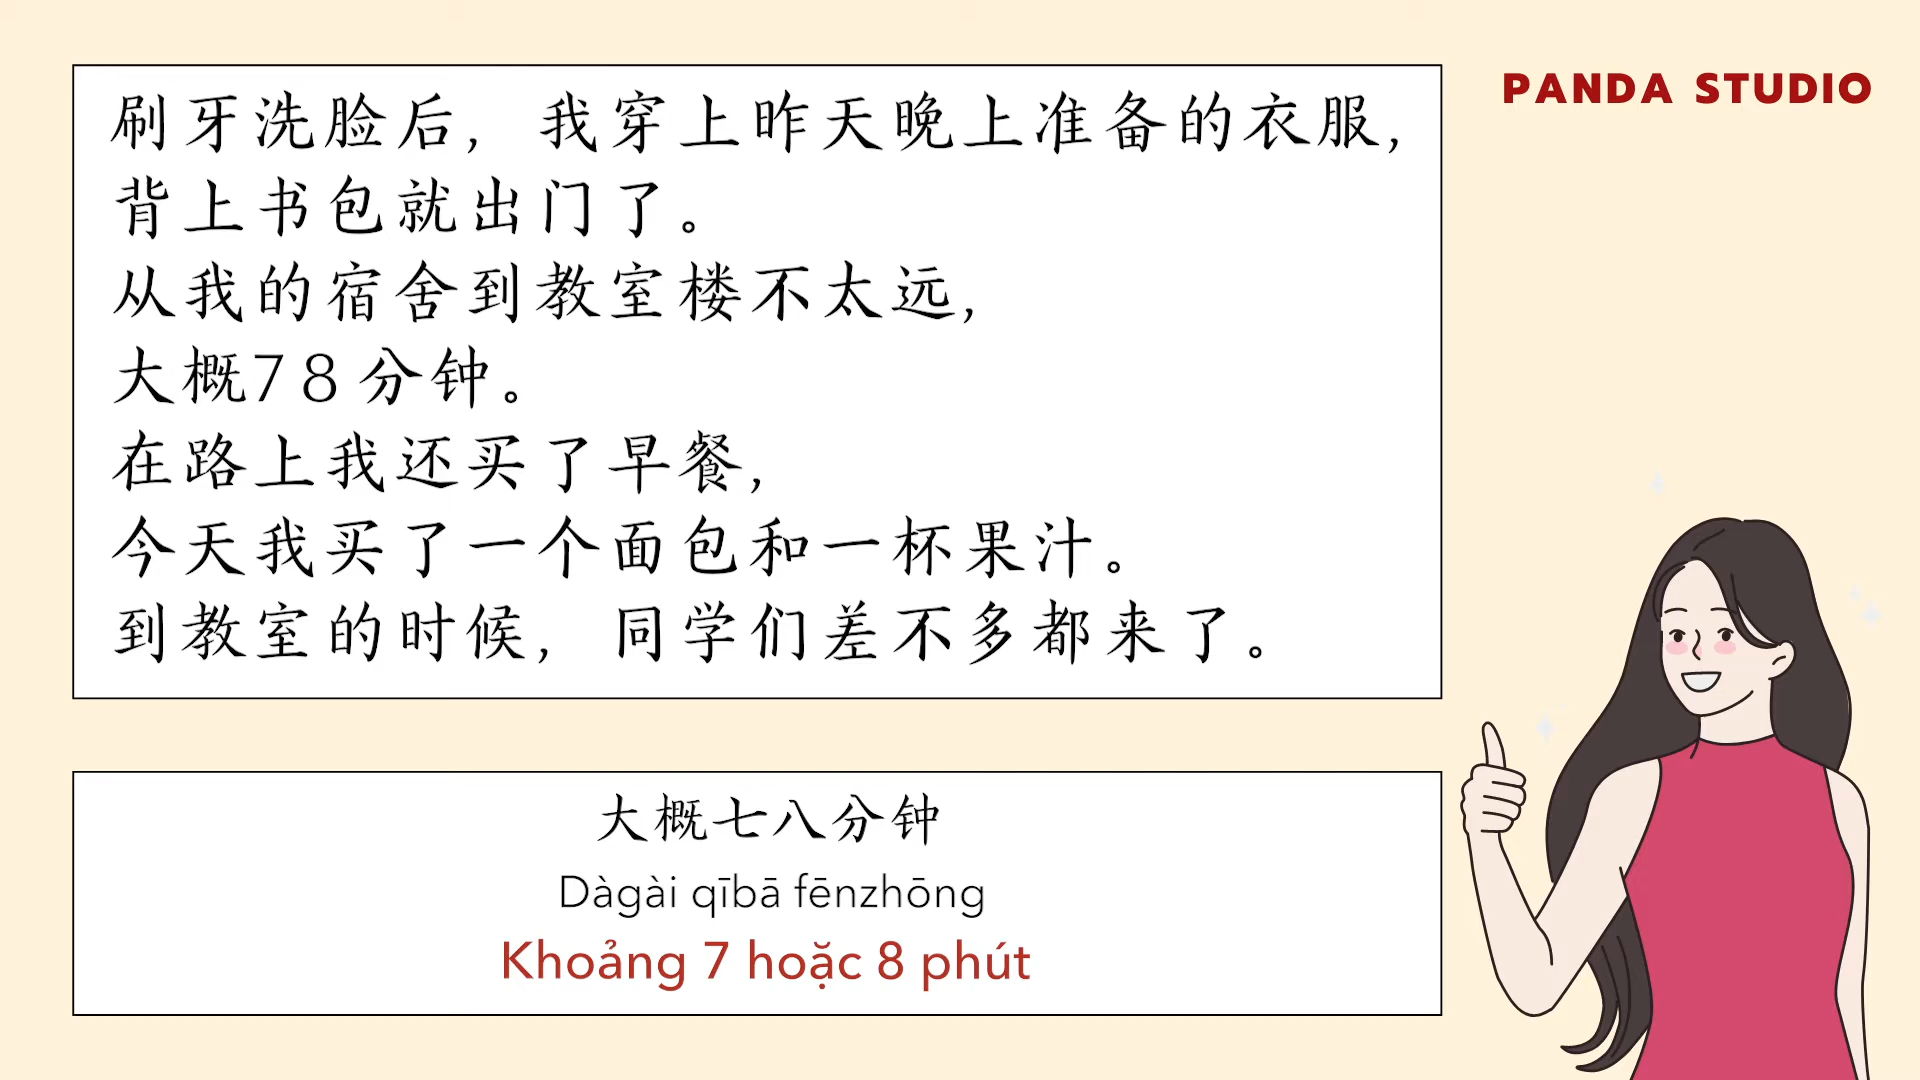 PANDA STUDIO
刷牙洗脸后，我穿上昨天晚上准备的衣服，
背上书包就出门了。
从我的宿舍到教室楼不太远，
大概78分钟。
在路上我还买了早餐，
今天我买了一个面包和一杯果汁。
到教室的时候，同学们差不多都来了。
大概七八分钟
Dàgài qībā fēnzhōng
Khoảng 7 hoặc 8 phút